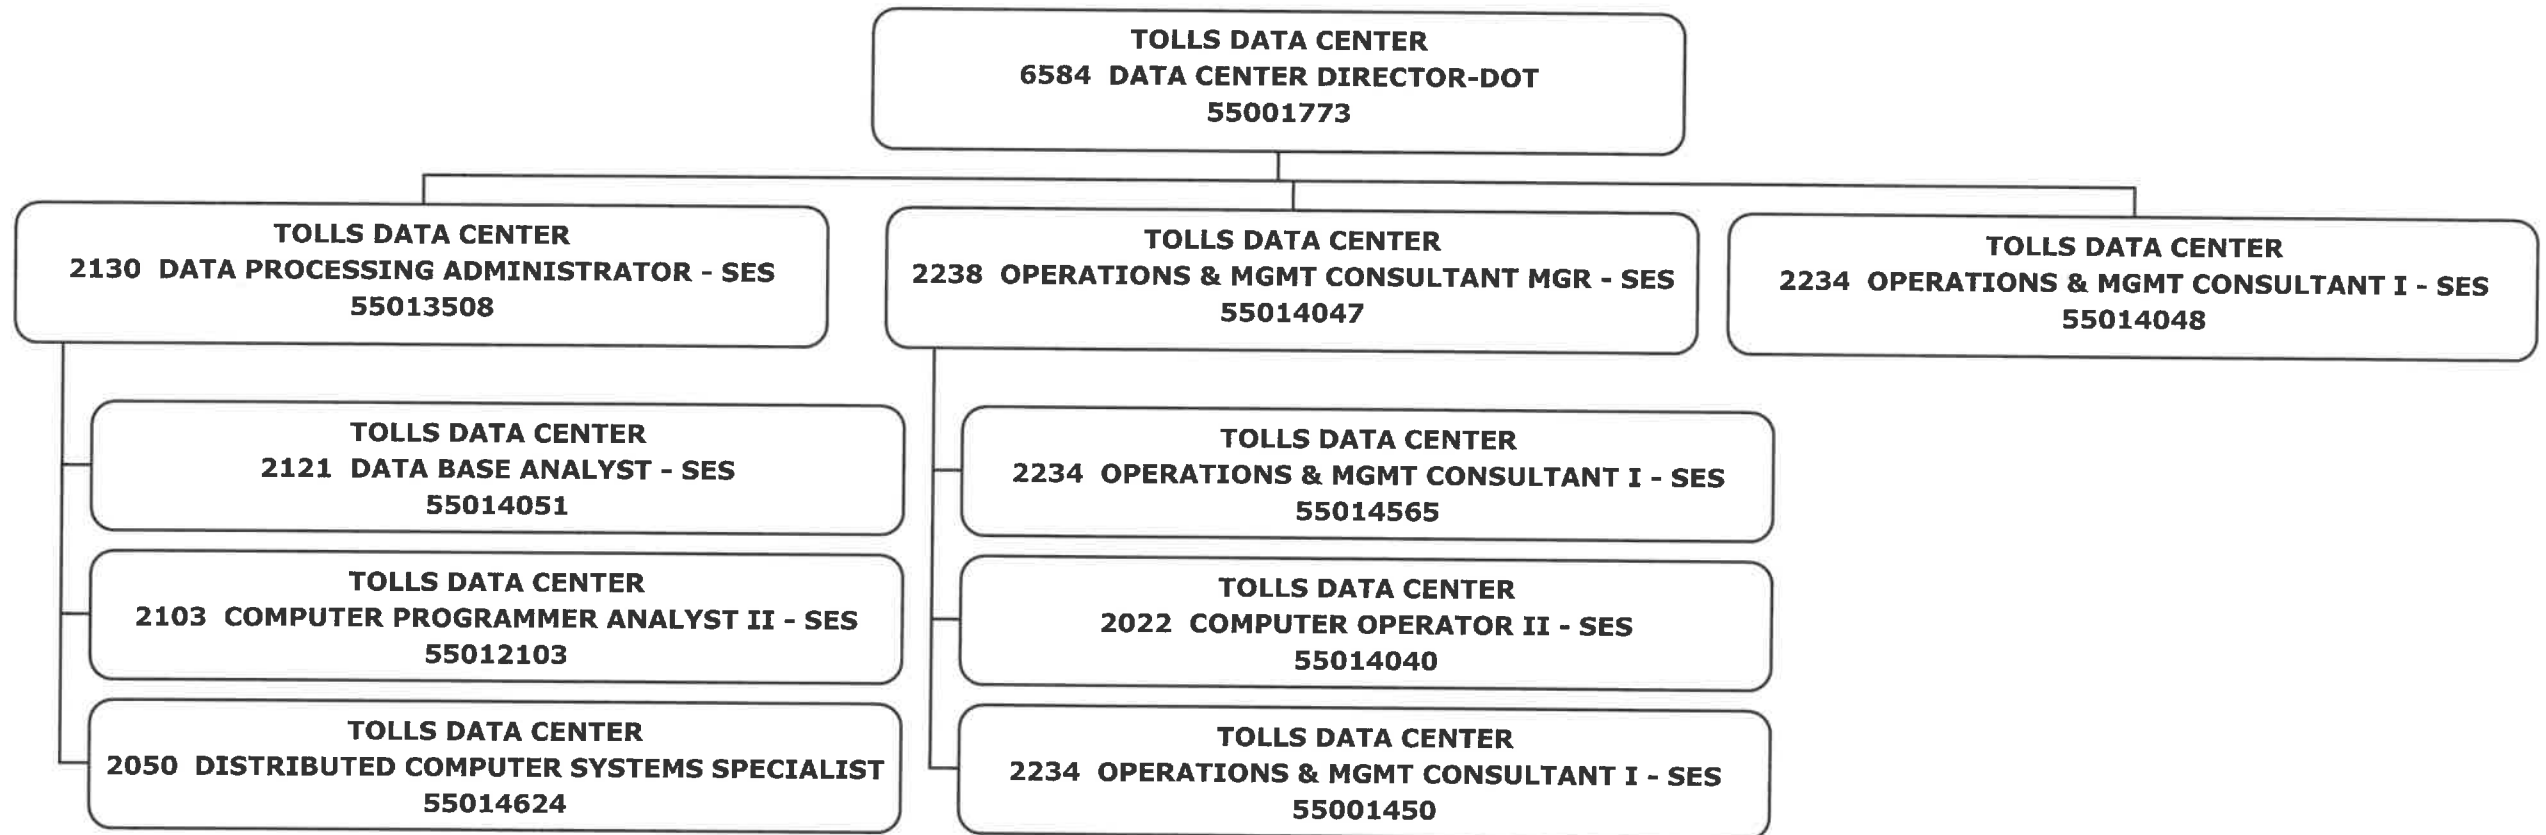 TOLLS DATA CENTER
6584 DATA CENTER DIRECTOR-DOT
55001773
TOLLS DATA CENTER
2130 DATA PROCESSING ADMINISTRATOR - SES
55013508
TOLLS DATA CENTER
2238 OPERATIONS & MGMT CONSULTANT MGR - SES
55014047
TOLLS DATA CENTER
2234 OPERATIONS & MGMT CONSULTANT I - SES
55014048
TOLLS DATA CENTER
2121 DATA BASE ANALYST - SES
55014051
TOLLS DATA CENTER
2103 COMPUTER PROGRAMMER ANALYST II - SES
55012103
TOLLS DATA CENTER
2050 DISTRIBUTED COMPUTER SYSTEMS SPECIALIST
55014624
TOLLS DATA CENTER
2234 OPERATIONS & MGMT CONSULTANT I - SES
55014565
TOLLS DATA CENTER
2022 COMPUTER OPERATOR II - SES
55014040
TOLLS DATA CENTER
2234 OPERATIONS & MGMT CONSULTANT I - SES
55001450